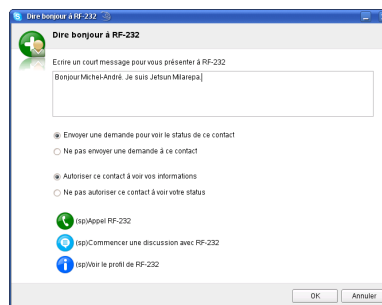 Dire bonjour à RF-232
Dire bonjour à RF-232
Ecrire un court message pour vous présenter à RF-232
Bonjour Michel-André. Je suis Jetsun Milarepa.
Envoyer une demande pour voir le status de ce contact
Ne pas envoyer une demande à ce contact
Autoriser ce contact à voir vos informations
Ne pas autoriser ce contact à voir votre status
(sp)Appel RF-232
(sp)Commencer une discussion avec RF-232
(sp)Voir le profil de RF-232
OK Annuler